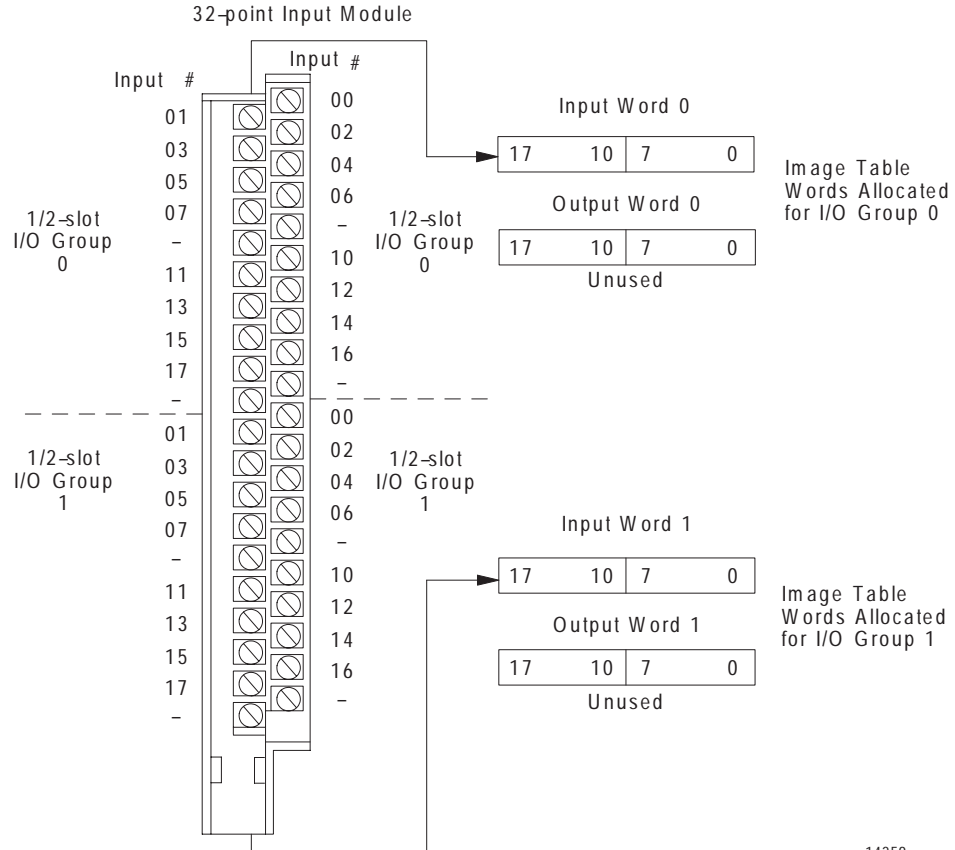 32–point Input Module
Input #
Input #
01
03
05
07
–
11
13
15
17
–
01
03
05
07
–
11
13
15
17
–
00
02
04
06
–
10
12
14
16
–
00
02
04
06
–
10
12
14
16
–
1/2–slot
I/O Group
0
1/2–slot
I/O Group
0
1/2–slot
I/O Group
1
1/2–slot
I/O Group
1
Input Word 0
17 10 7 0
Output Word 0
17 10 7 0
Unused
Image Table
Words Allocated
for I/O Group 0
Input Word 1
17 10 7 0
Output Word 1
17 10 7 0
Unused
Image Table
Words Allocated
for I/O Group 1